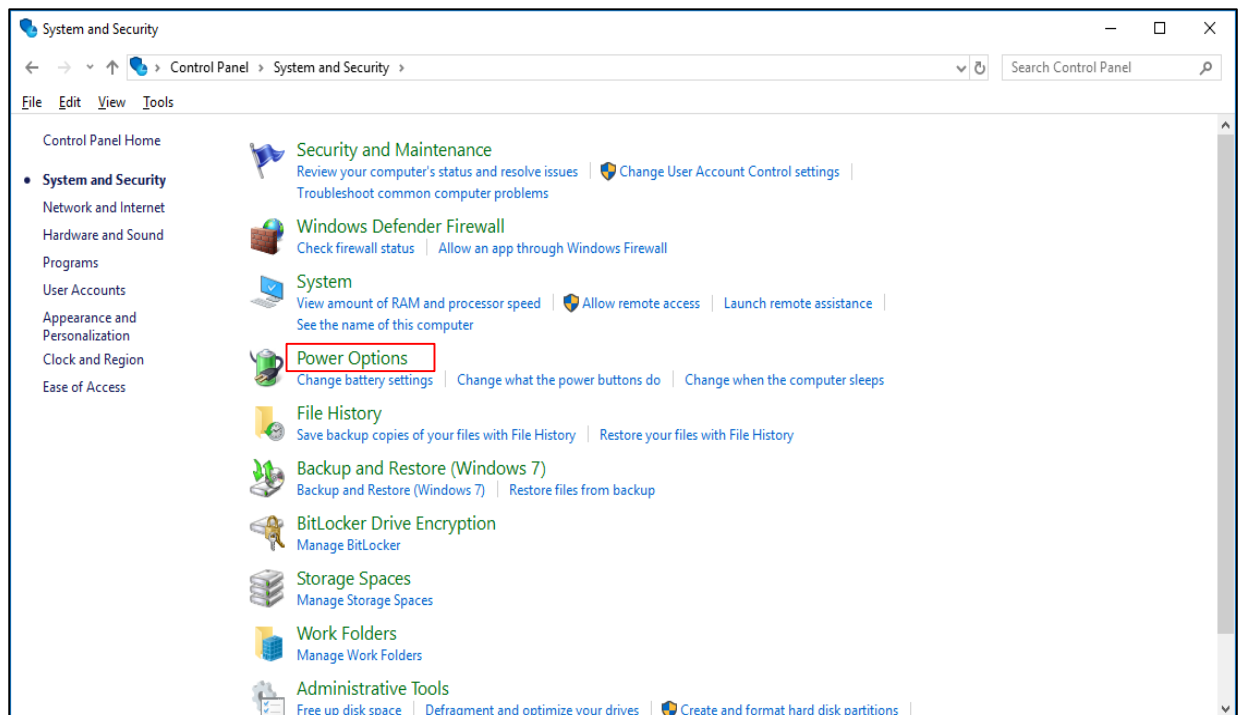 System and Security
Control Panel > System and Security >
Search Control Panel
File Edit View Tools
Control Panel Home
System and Security
Network and Internet
Hardware and Sound
Programs
User Accounts
Appearance and
Personalization
Clock and Region
Ease of Access
Security and Maintenance
Review your computer's status and resolve issues | Change User Account Control settings |
Troubleshoot common computer problems
Windows Defender Firewall
Check firewall status | Allow an app through Windows Firewall
System
View amount of RAM and processor speed | Allow remote access | Launch remote assistance |
See the name of this computer
Power Options
Change battery settings | Change what the power buttons do | Change when the computer sleeps
File History
Save backup copies of your files with File History | Restore your files with File History
Backup and Restore (Windows 7)
Backup and Restore (Windows 7) | Restore files from backup
BitLocker Drive Encryption
Manage BitLocker
Storage Spaces
Manage Storage Spaces
Work Folders
Manage Work Folders
Administrative Tools
Free up disk space | Defragment and optimize your drives | Create and format hard disk partitions |